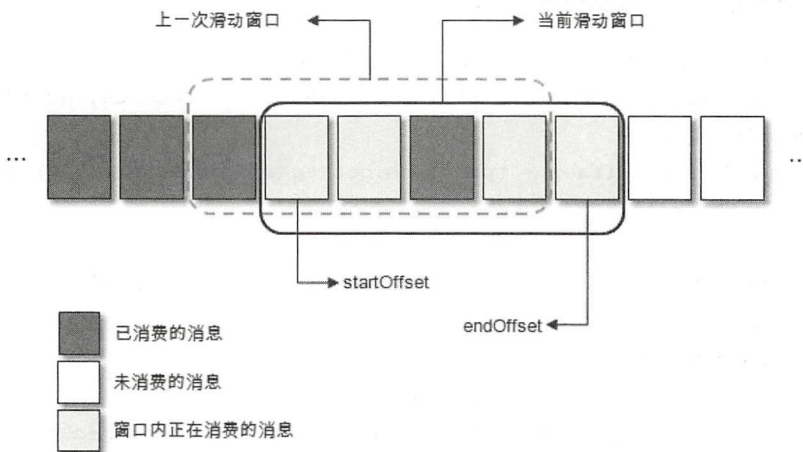 上一次滑动窗口 当前滑动窗口
... ..
startOffset
endOffset
已消费的消息
未消费的消息
窗口内正在消费的消息